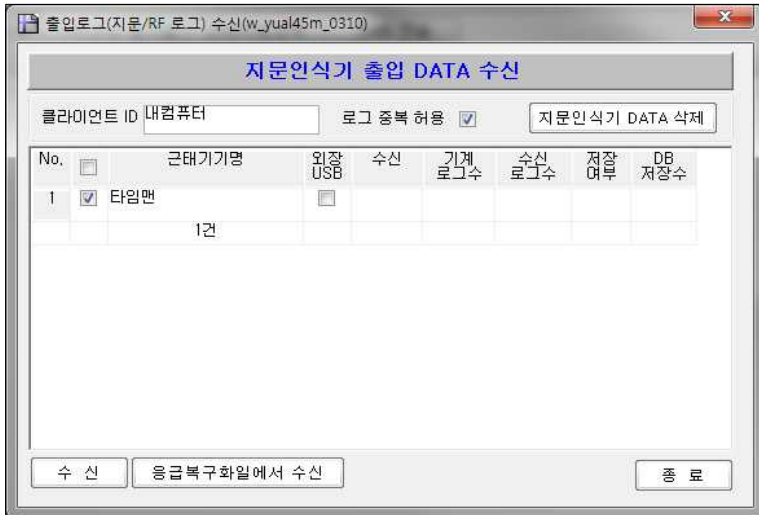 출입로그(지문/RF 로그) 수신(w_yual45m_0310)
지문인식기 출입 DATA 수신
클라이언트 ID 내컴퓨터 로그 중복 허용 지문인식기 DATA 삭제
No. 근태기기명 외장 USB 수신 기계 로그수 수신 로그수 저장 여부 DB 저장수
1 타임맨
1건
수 신 응급복구화일에서 수신 종 료